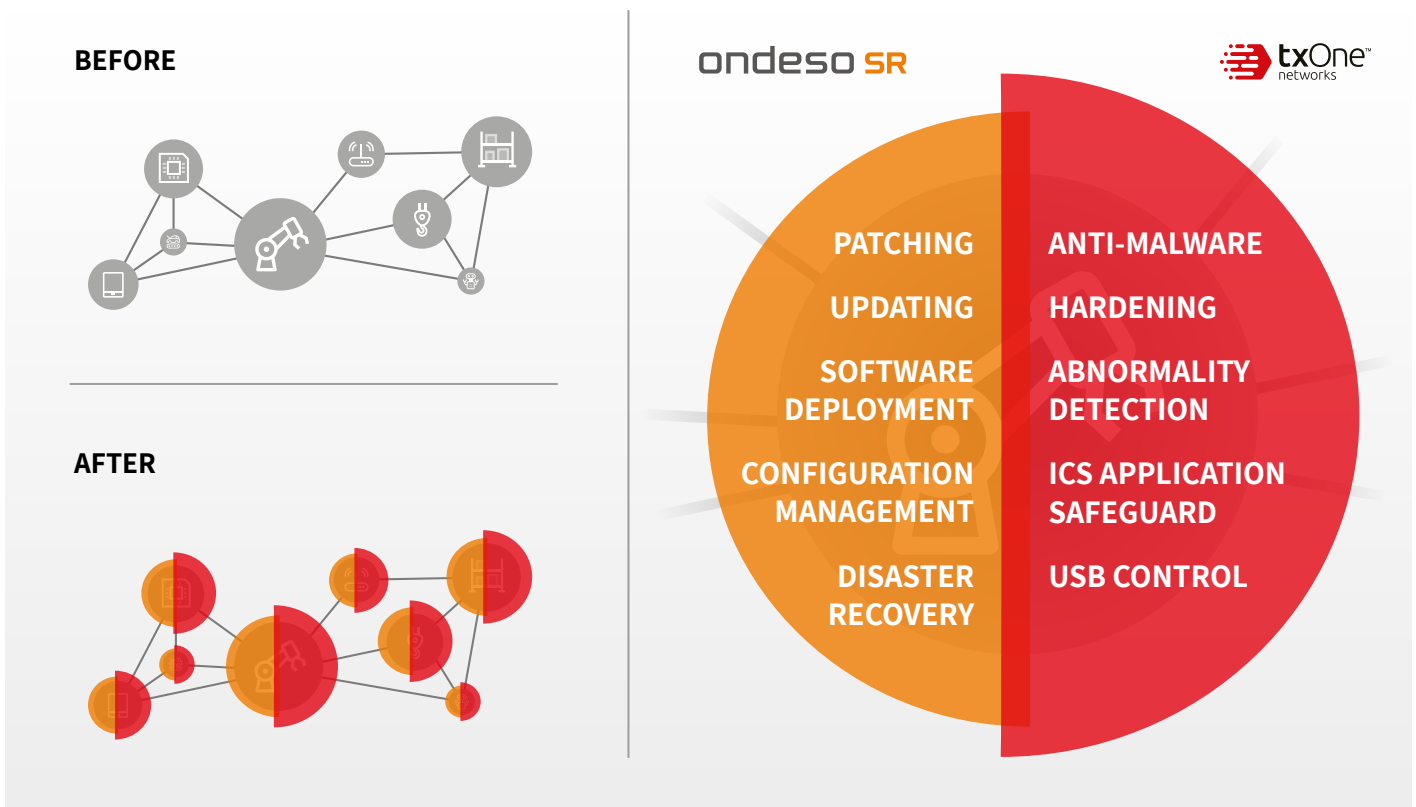 BEFORE
AFTER
ondeso SR
txOne™
networks
PATCHING
UPDATING
SOFTWARE
DEPLOYMENT
CONFIGURATION
MANAGEMENT
DISASTER
RECOVERY
ANTI-MALWARE
HARDENING
ABNORMALITY
DETECTION
ICS APPLICATION
SAFEGUARD
USB CONTROL